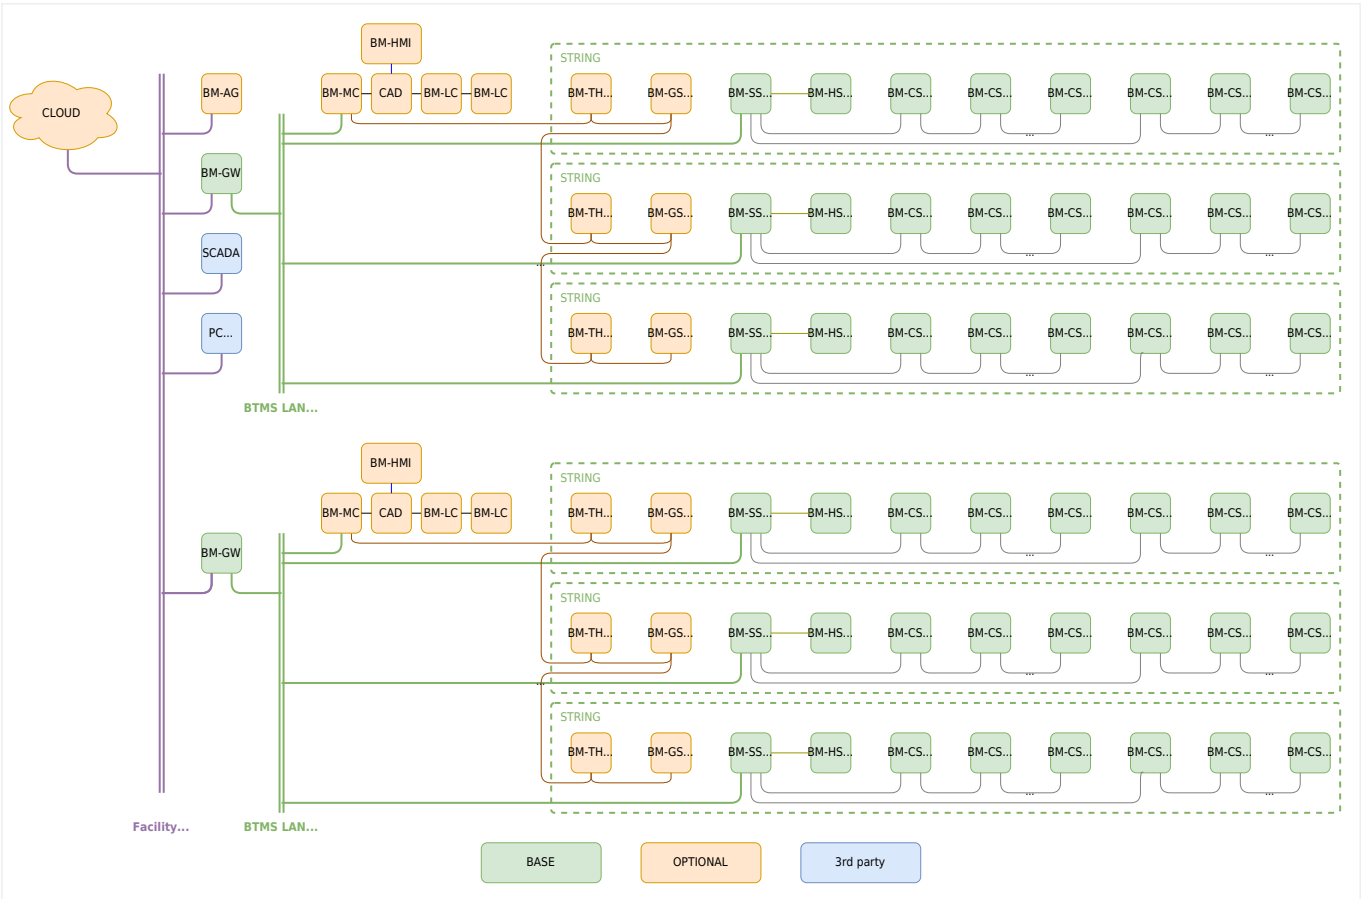 BM-HMI
STRING
CLOUD
BM-AG
BM-MC
CAD
BM-LC
BM-LC
BM-TH...
BM-GS...
BM-SS...
BM-HS...
BM-CS...
BM-CS...
BM-CS...
BM-CS...
BM-CS...
BM-CS...
...
...
BM-GW
STRING
BM-TH...
BM-GS...
BM-SS...
BM-HS...
BM-CS...
BM-CS...
BM-CS...
BM-CS...
BM-CS...
BM-CS...
SCADA
...
...
...
STRING
PC...
BM-TH...
BM-GS...
BM-SS...
BM-HS...
BM-CS...
BM-CS...
BM-CS...
BM-CS...
BM-CS...
BM-CS...
...
...
BTMS LAN...
BM-HMI
STRING
BM-MC
CAD
BM-LC
BM-LC
BM-TH...
BM-GS...
BM-SS...
BM-HS...
BM-CS...
BM-CS...
BM-CS...
BM-CS...
BM-CS...
BM-CS...
BM-GW
...
...
STRING
BM-TH...
BM-GS...
BM-SS...
BM-HS...
BM-CS...
BM-CS...
BM-CS...
BM-CS...
BM-CS...
BM-CS...
...
...
...
STRING
BM-TH...
BM-GS...
BM-SS...
BM-HS...
BM-CS...
BM-CS...
BM-CS...
BM-CS...
BM-CS...
BM-CS...
...
...
Facility...
BTMS LAN...
BASE
OPTIONAL
3rd party